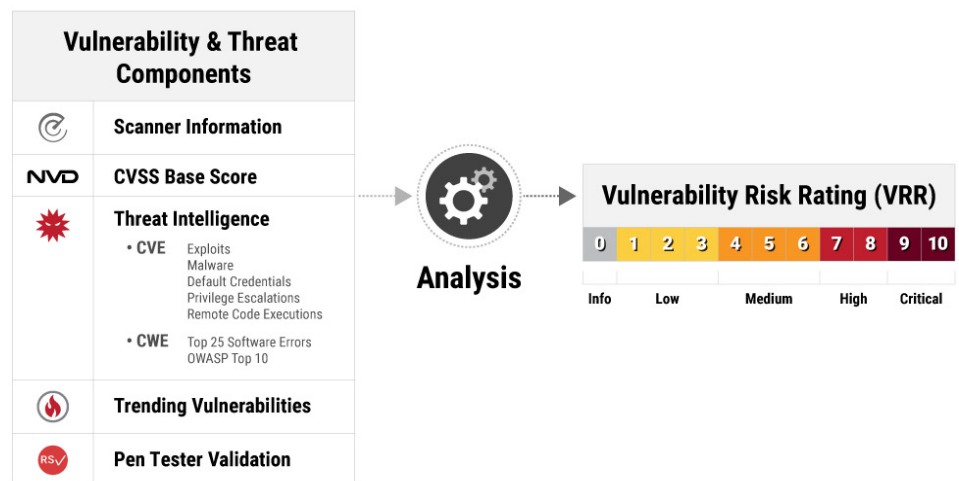 Vulnerability & Threat
Components
Scanner Information
NVD
CVSS Base Score
Threat Intelligence
• CVE Exploits
Malware
Default Credentials
Privilege Escalations
Remote Code Executions
• CWE Top 25 Software Errors
OWASP Top 10
Trending Vulnerabilities
RS
Pen Tester Validation
Analysis
Vulnerability Risk Rating (VRR)
0 1 2 3 4 5 6 7 8 9 10
Info Low Medium High Critical